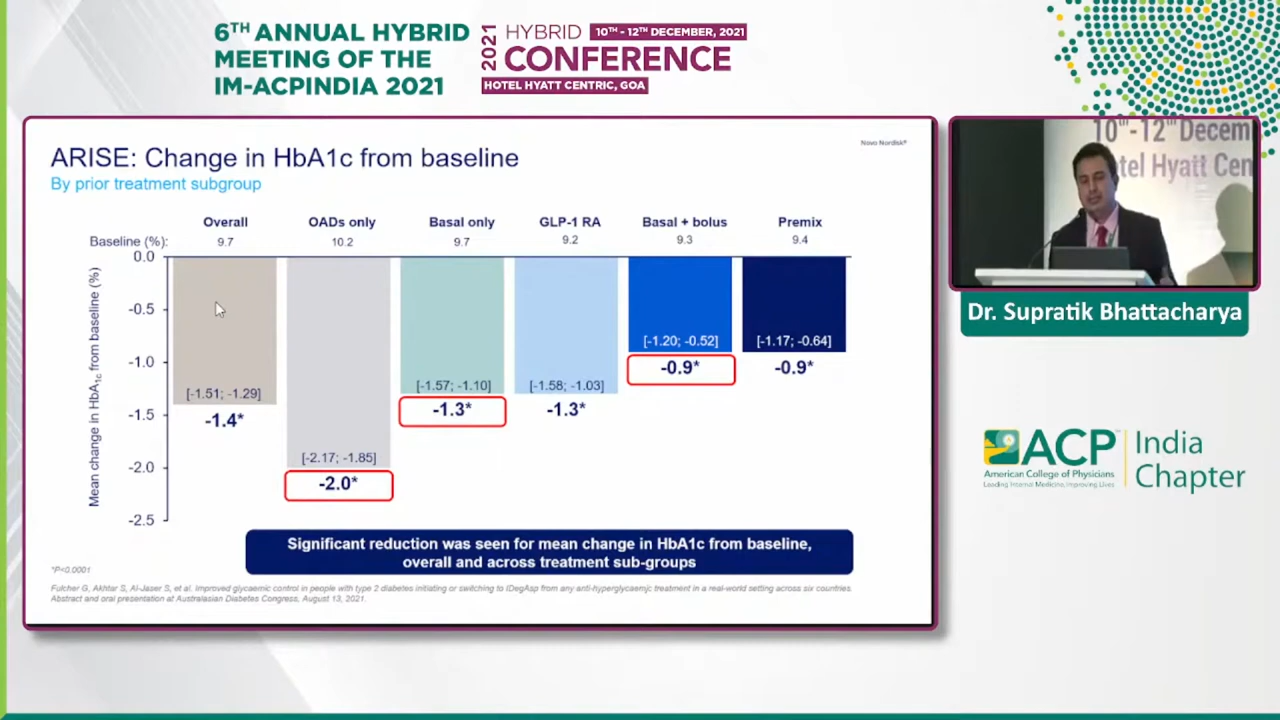 6TH ANNUAL HYBRID
MEETING OF THE
IM-ACPINDIA 2021
2021
HYBRID
10TH - 12TH DECEMBER, 2021
CONFERENCE
HOTEL HYATT CENTRIC, GOA
Novo Nordisk®
ARISE: Change in HbA1c from baseline
By prior treatment subgroup
Overall OADs only Basal only GLP-1 RA Basal + bolus Premix
Baseline (%): 9.7 10.2 9.7 9.2 9.3 9.4
Mean change in HbA1c from baseline (%)
0.0
-0.5
-1.0
-1.5
-2.0
-2.5
[-1.51; -1.29]
-1.4*
[-2.17; -1.85]
-2.0*
[-1.57; -1.10]
-1.3*
[-1.58; -1.03]
-1.3*
[-1.20; -0.52]
-0.9*
[-1.17; -0.64]
-0.9*
Significant reduction was seen for mean change in HbA1c from baseline,
overall and across treatment sub-groups
*P<0.0001
Fulcher G, Akhtar S, Al-Jaser S, et al. Improved glycaemic control in people with type 2 diabetes initiating or switching to IDegAsp from any anti-hyperglycaemic treatment in a real-world setting across six countries.
Abstract and oral presentation at Australasian Diabetes Congress, August 13, 2021.
10th - 12th Decem
tel Hyatt Cen
Dr. Supratik Bhattacharya
ACP
American College of Physicians
Leading Internal Medicine, Improving Lives
India
Chapter